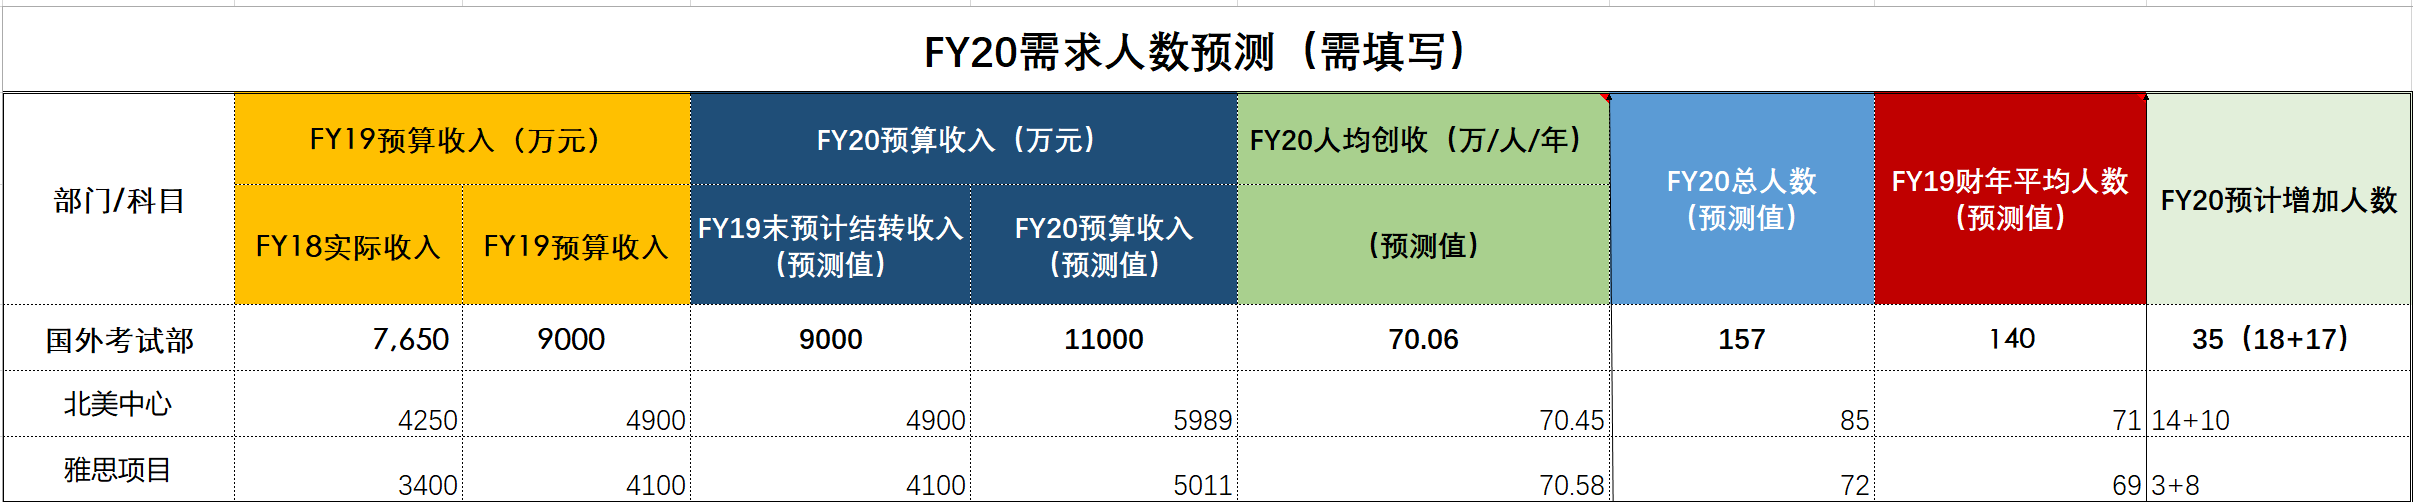 FY20需求人数预测（需填写）
部门/科目
FY19预算收入（万元）
FY20预算收入（万元）
FY20人均创收（万/人/年）
FY20总人数
（预测值）
FY19财年平均人数
（预测值）
FY20预计增加人数
FY18实际收入
FY19预算收入
FY19末预计结转收入
（预测值）
FY20预算收入
（预测值）
（预测值）
国外考试部 7,650 9000 9000 11000 70.06 157 140 35（18+17）
北美中心 4250 4900 4900 5989 70.45 85 71 14+10
雅思项目 3400 4100 4100 5011 70.58 72 69 3+8